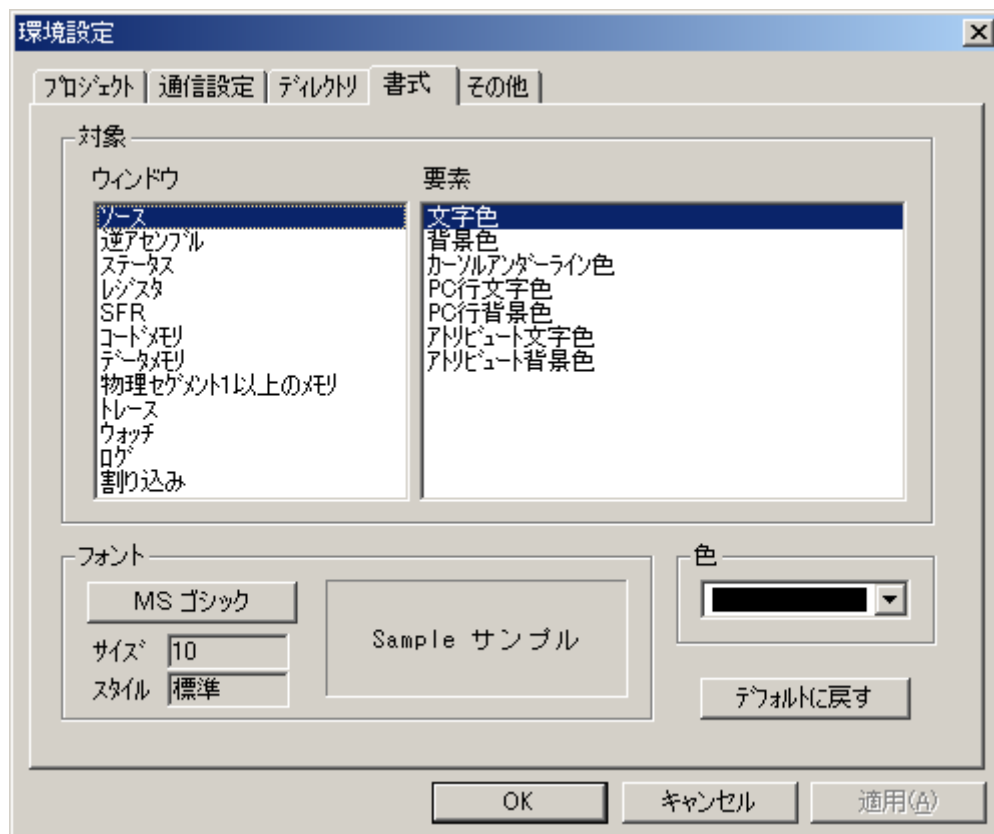 環境設定
ﾌﾟﾛｼﾞｪｸﾄ 通信設定 ﾃﾞｨﾚｸﾄﾘ 書式 その他
対象
ウィンドウ
ソース
逆ｱｾﾝﾌﾞﾙ
ｽﾃｰﾀｽ
ﾚｼﾞｽﾀ
SFR
ｺｰﾄﾞﾒﾓﾘ
ﾃﾞｰﾀﾒﾓﾘ
物理ｾｸﾞﾒﾝﾄ1以上のﾒﾓﾘ
ﾄﾚｰｽ
ｳｫｯﾁ
ﾛｸﾞ
割り込み
要素
文字色
背景色
ｶｰｿﾙｱﾝﾀﾞｰﾗｲﾝ色
PC行文字色
PC行背景色
ｱﾄﾘﾋﾞｭｰﾄ文字色
ｱﾄﾘﾋﾞｭｰﾄ背景色
フォント
MS ゴシック
ｻｲｽﾞ 10
ｽﾀｲﾙ 標準
Sample サンプル
色
ﾃﾞﾌｫﾙﾄに戻す
OK キャンセル 適用(A)